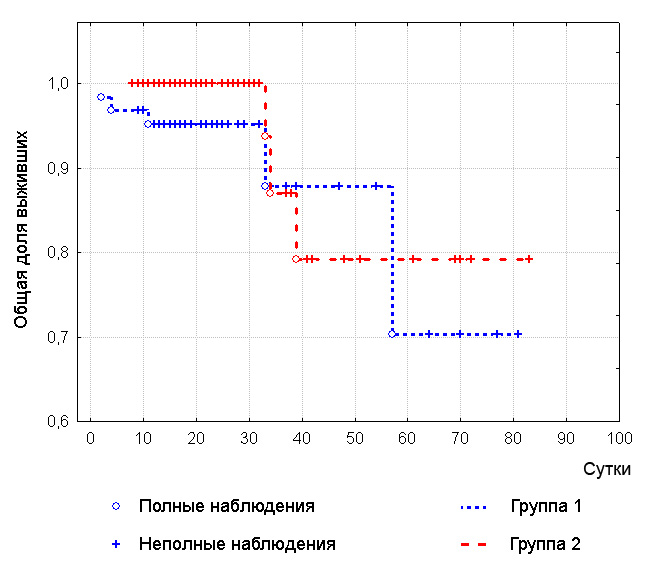 Общая доля выживших
1,0
0,9
0,8
0,7
0,6
0 10 20 30 40 50 60 70 80 90 100
Сутки
Полные наблюдения
Группа 1
Неполные наблюдения
Группа 2